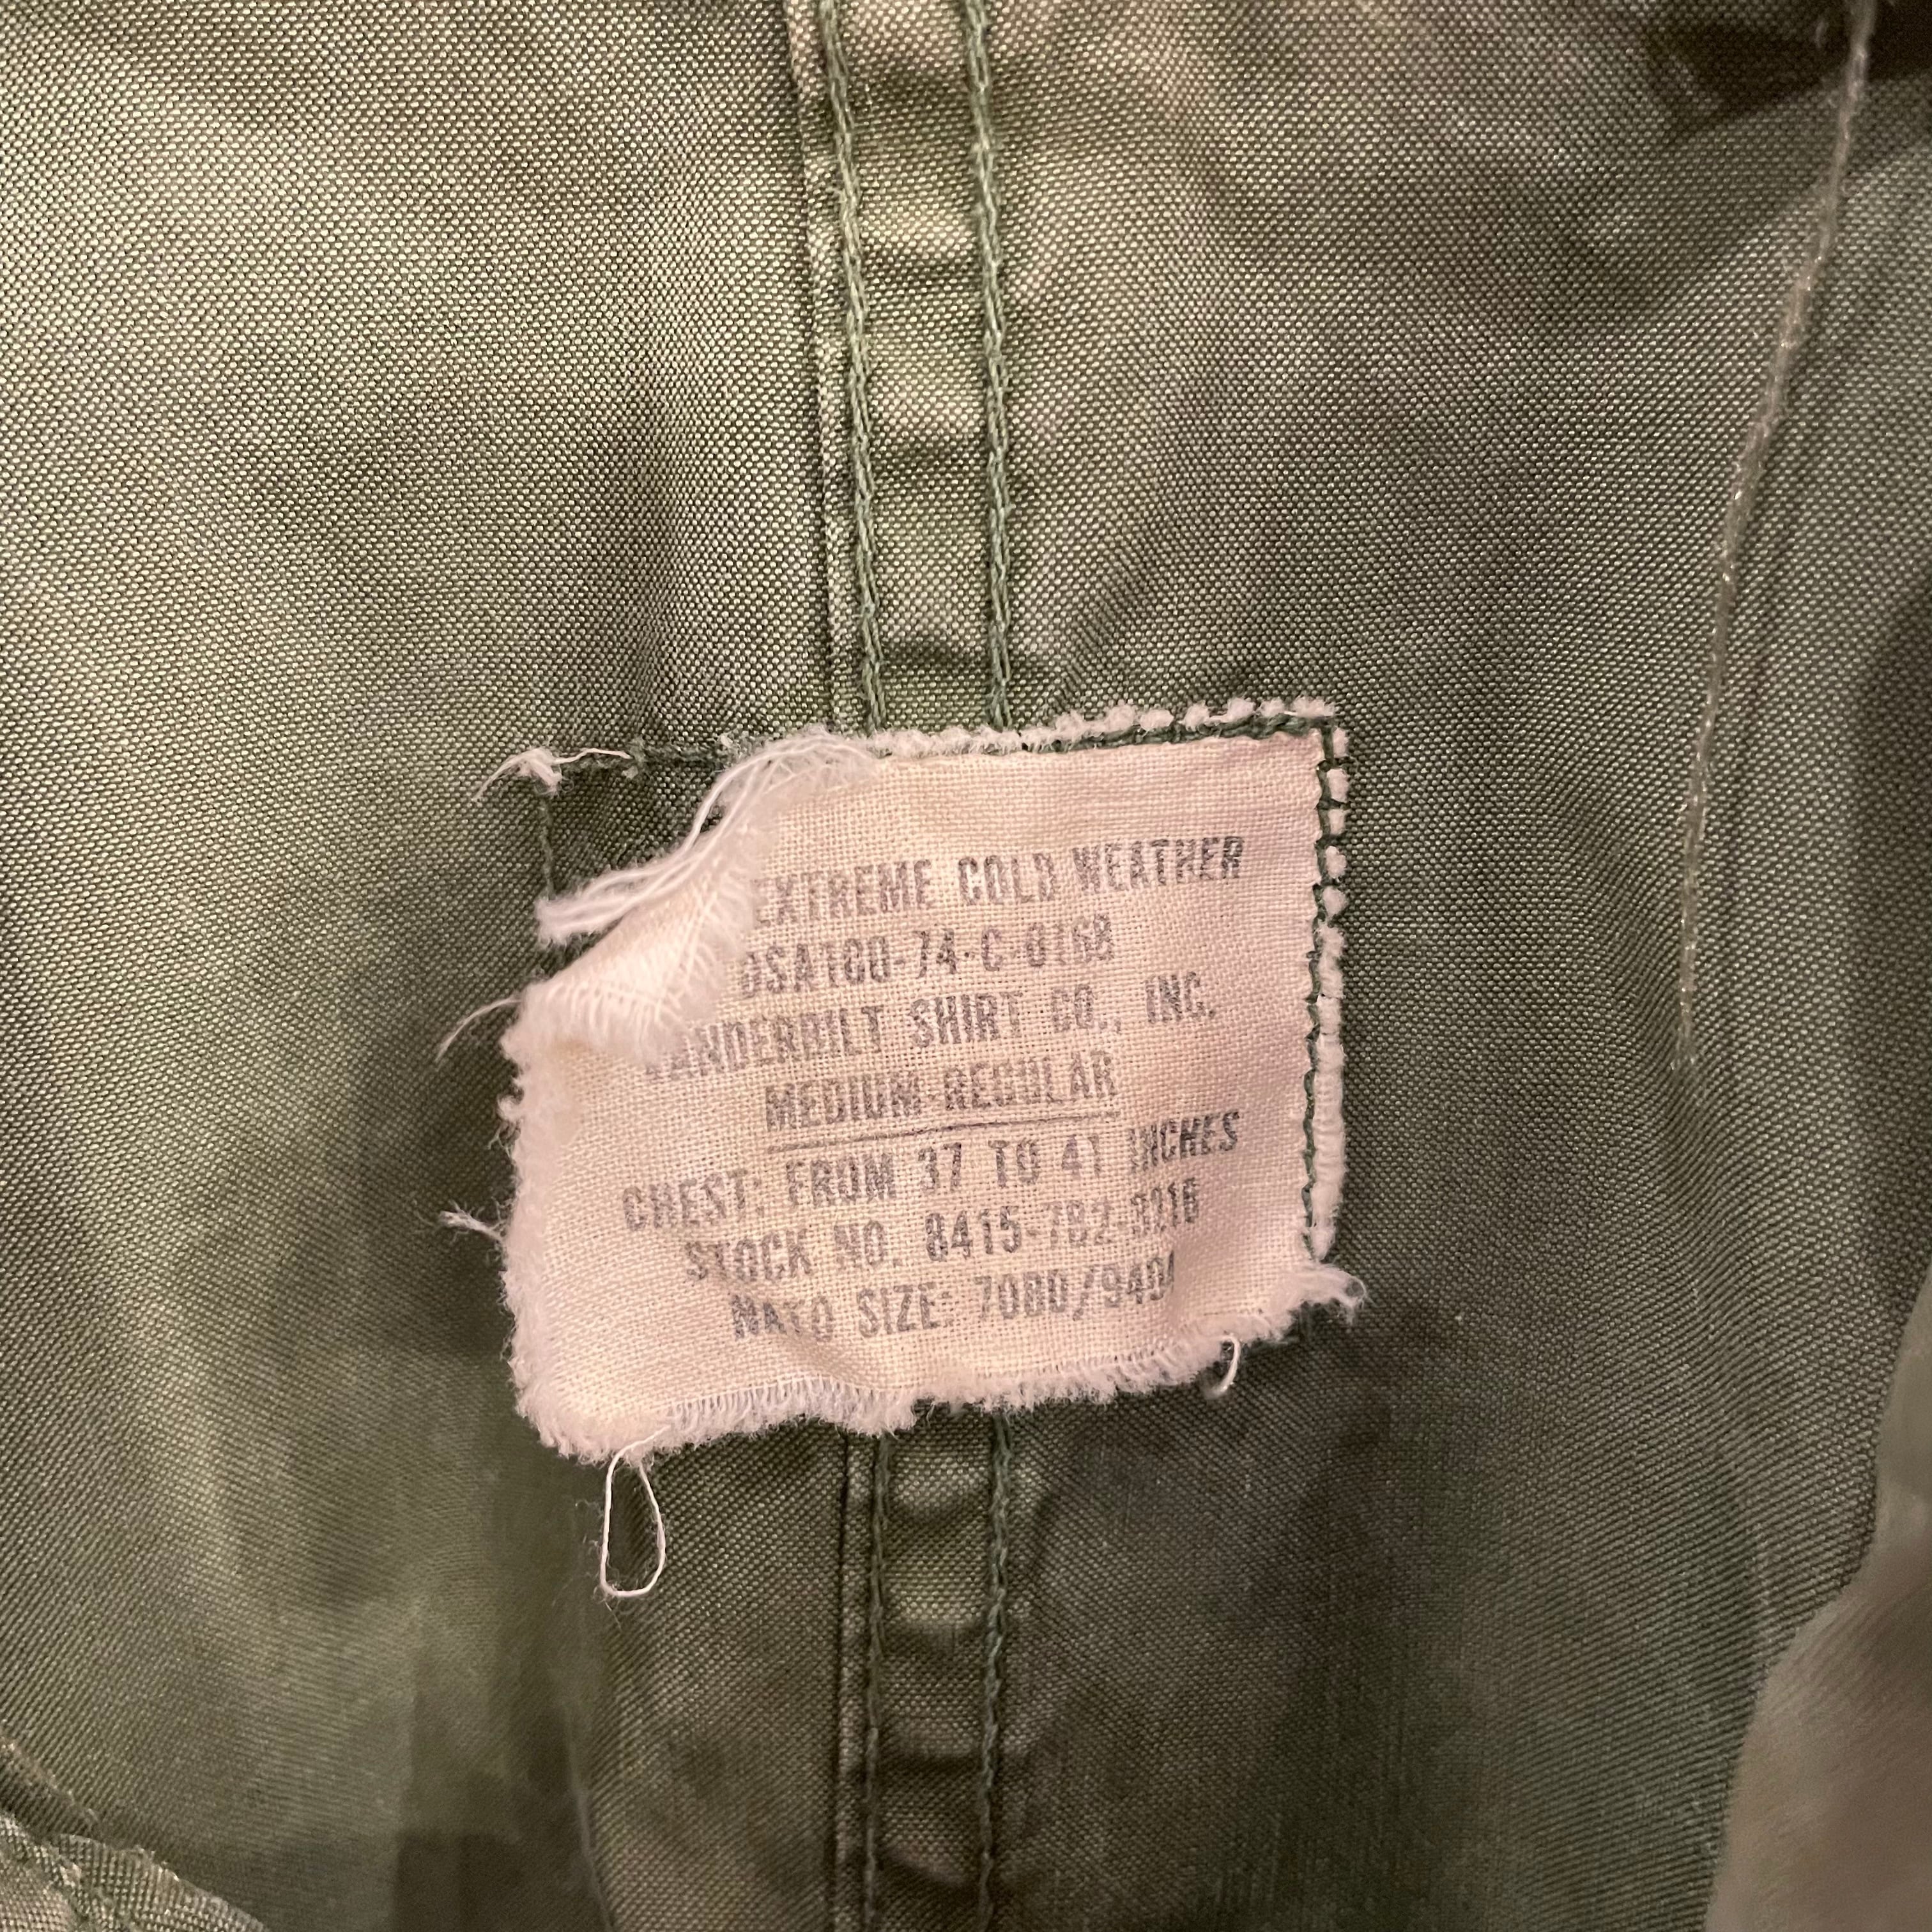 EXTREME COLD WEATHER
DSA100-74-C-0168
VANDERBILT SHIRT CO., INC.
MEDIUM-REGULAR
CHEST: FROM 37 TO 41 INCHES
STOCK NO. 8415-782-3216
NATO SIZE: 7080/9404